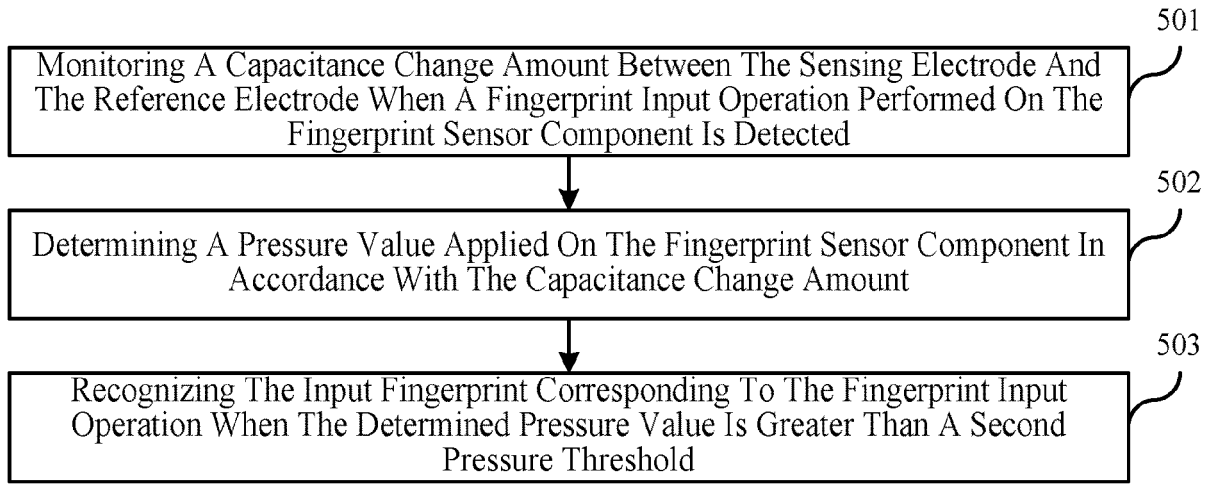 501
Monitoring A Capacitance Change Amount Between The Sensing Electrode And
The Reference Electrode When A Fingerprint Input Operation Performed On The
Fingerprint Sensor Component Is Detected
502
Determining A Pressure Value Applied On The Fingerprint Sensor Component In
Accordance With The Capacitance Change Amount
503
Recognizing The Input Fingerprint Corresponding To The Fingerprint Input
Operation When The Determined Pressure Value Is Greater Than A Second
Pressure Threshold